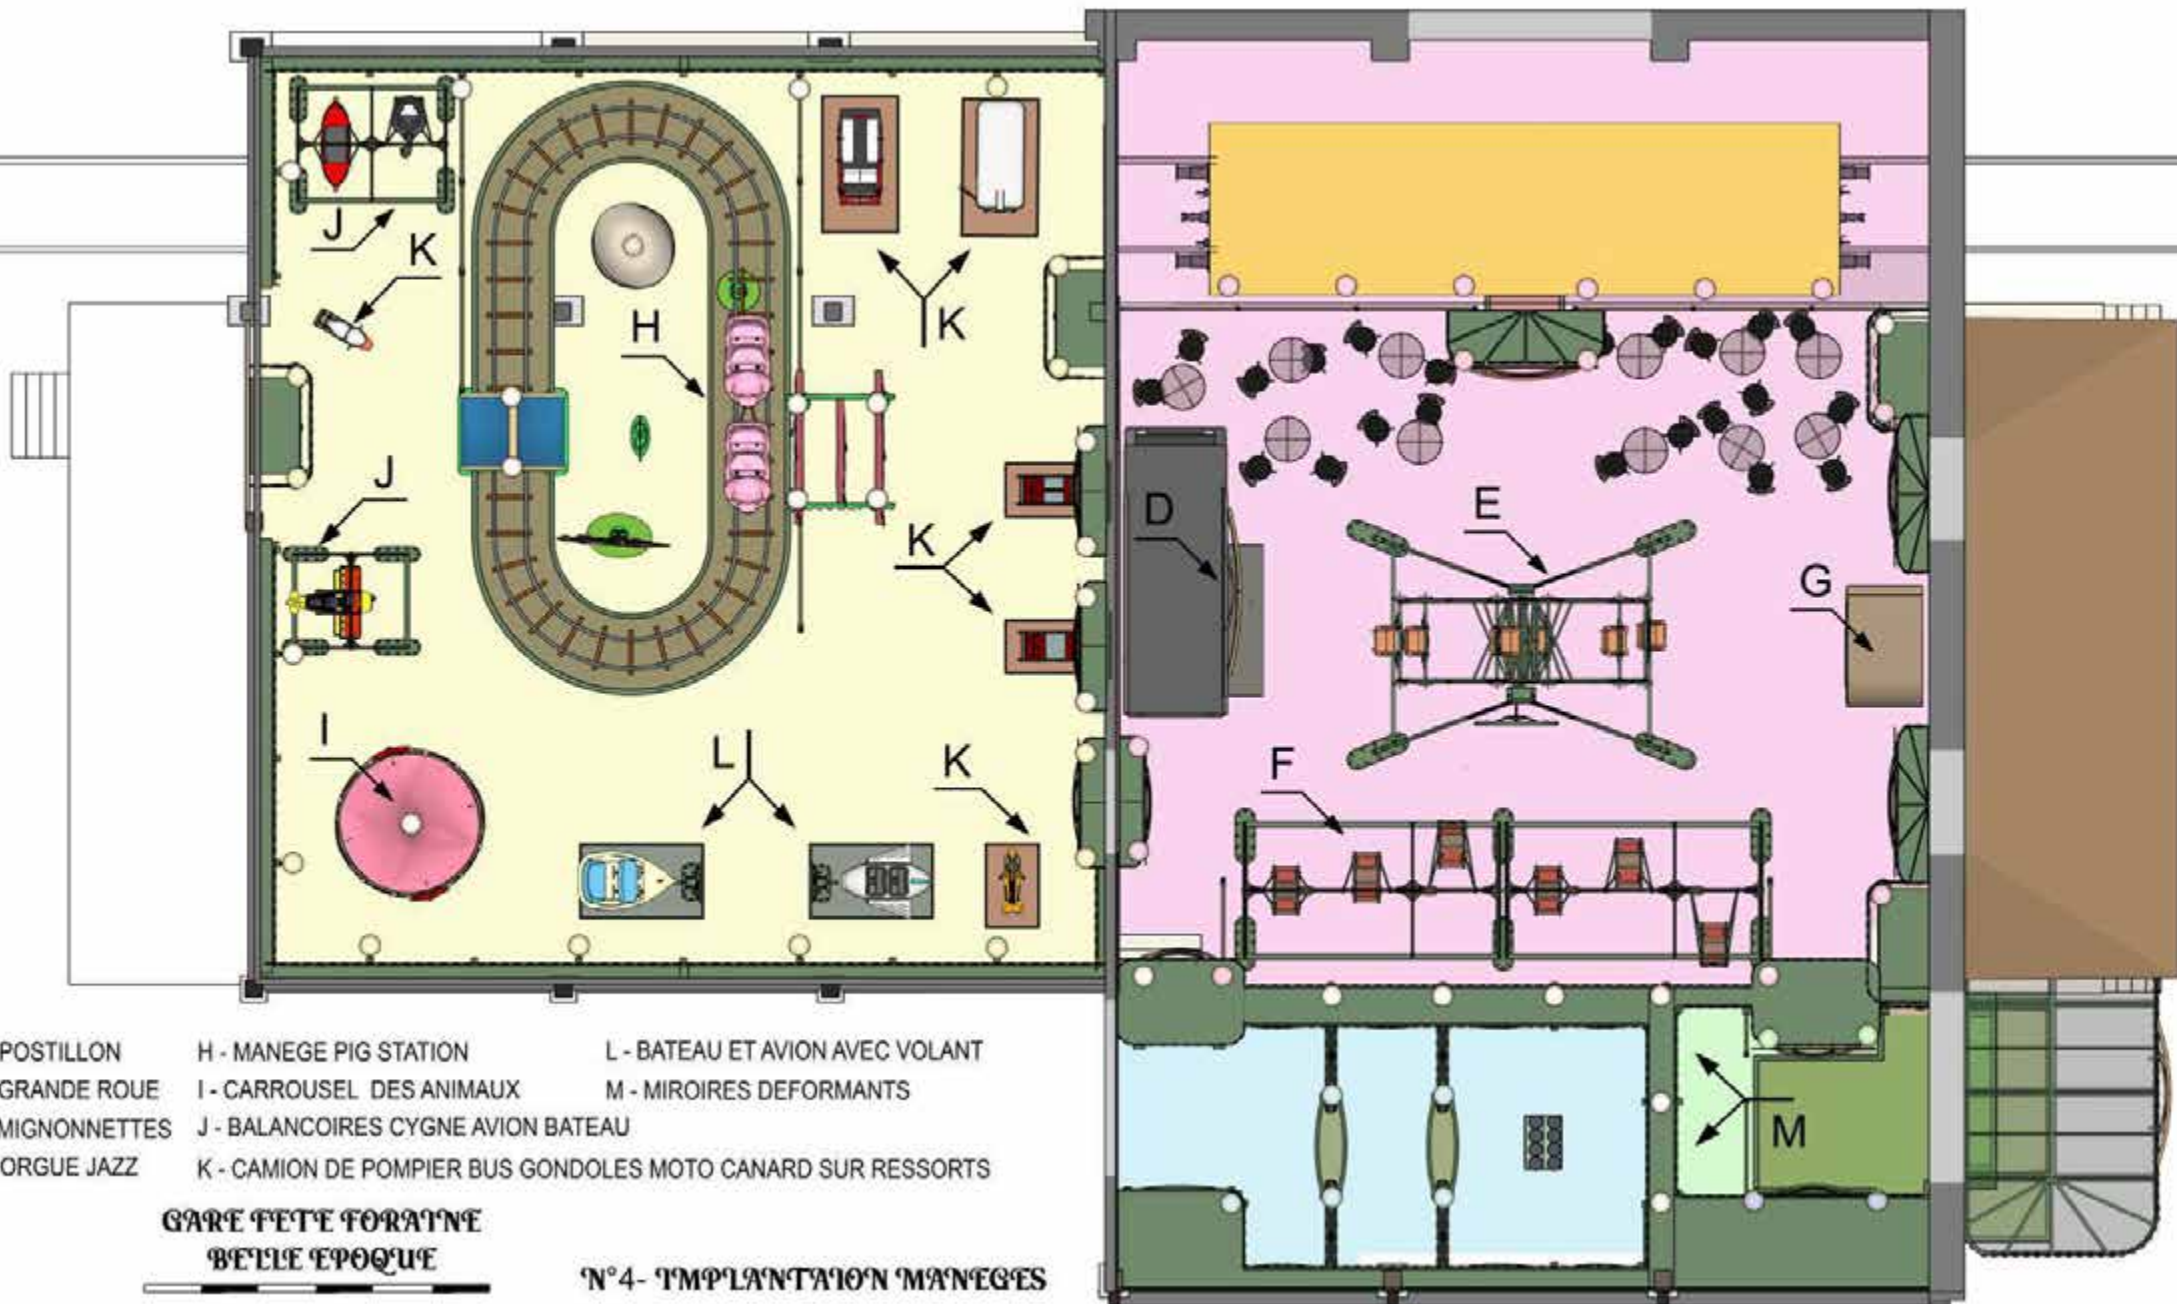 J
K
H
K
J
K
D
E
G
I
L
K
F
M
POSTILLON
GRANDE ROUE
MIGNONNETTES
ORGUE JAZZ
H - MANEGE PIG STATION
I - CARROUSEL DES ANIMAUX
J - BALANCOIRES CYGNE AVION BATEAU
K - CAMION DE POMPIER BUS GONDOLES MOTO CANARD SUR RESSORTS
L - BATEAU ET AVION AVEC VOLANT
M - MIROIRES DEFORMANTS
GARE FETE FORAINE
BELLE EPOQUE
N°4- IMPLANTAION MANEGES